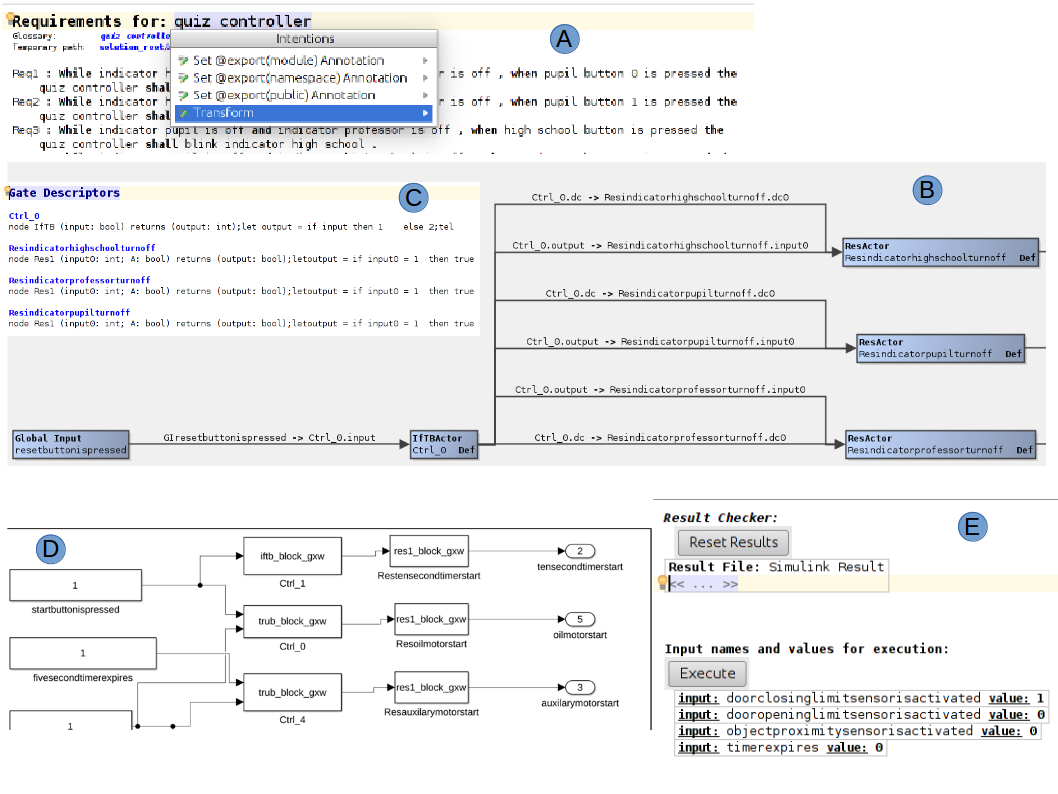 Requirements for: quiz controller
A
Glossary: quiz controlle
Temporary path: solution_root/
Intentions
Set @export(module) Annotation
Set @export(namespace) Annotation
Set @export(public) Annotation
Transform
Req1 : While indicator h r is off , when pupil button 0 is pressed the
quiz controller shal
Req2 : While indicator h r is off , when pupil button 1 is pressed the
quiz controller shal
Req3 : While indicator pupil is off and indicator professor is off , when high school button is pressed the
quiz controller shall blink indicator high school .
Gate Descriptors
C
Ctrl_0
node IfTB (input: bool) returns (output: int);let output = if input then 1 else 2;tel
Resindicatorhighschoolturnoff
node Res1 (input0: int; A: bool) returns (output: bool);letoutput = if input0 = 1 then true
Resindicatorprofessorturnoff
node Res1 (input0: int; A: bool) returns (output: bool);letoutput = if input0 = 1 then true
Resindicatorpupilturnoff
node Res1 (input0: int; A: bool) returns (output: bool);letoutput = if input0 = 1 then true
B
Ctrl_0.dc -> Resindicatorhighschoolturnoff.dc0
Ctrl_0.output -> Resindicatorhighschoolturnoff.input0
ResActor
Resindicatorhighschoolturnoff Def
Ctrl_0.dc -> Resindicatorpupilturnoff.dc0
Ctrl_0.output -> Resindicatorpupilturnoff.input0
ResActor
Resindicatorpupilturnoff Def
Ctrl_0.output -> Resindicatorprofessorturnoff.input0
Ctrl_0.dc -> Resindicatorprofessorturnoff.dc0
ResActor
Resindicatorprofessorturnoff Def
Global Input
resetbuttonispressed
GIresetbuttonispressed -> Ctrl_0.input
IfTBActor
Ctrl_0 Def
D
1
startbuttonispressed
iftb_block_gxw
Ctrl_1
res1_block_gxw
Restensecondtimerstart
2
tensecondtimerstart
trub_block_gxw
Ctrl_0
res1_block_gxw
Resoilmotorstart
5
oilmotorstart
1
fivesecondtimerexpires
trub_block_gxw
Ctrl_4
res1_block_gxw
Resauxilarymotorstart
3
auxilarymotorstart
1
E
Result Checker:
Reset Results
Result File: Simulink Result
<< ... >>
Input names and values for execution:
Execute
input: doorclosinglimitsensorisactivated value: 1
input: dooropeninglimitsensorisactivated value: 0
input: objectproximitysensorisactivated value: 0
input: timerexpires value: 0